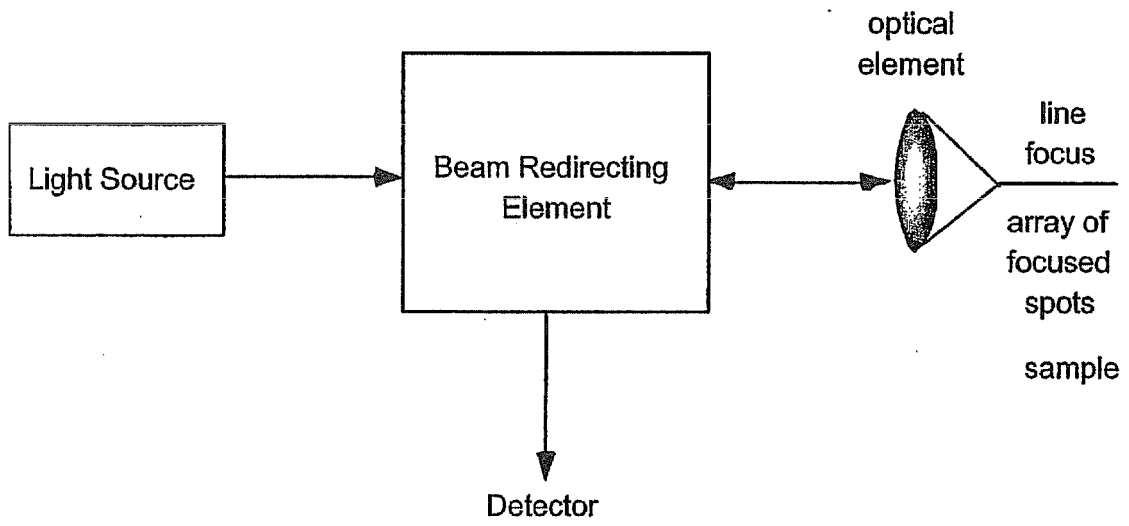 Light Source
Beam Redirecting
Element
Detector
optical
element
line
focus
array of
focused
spots
sample